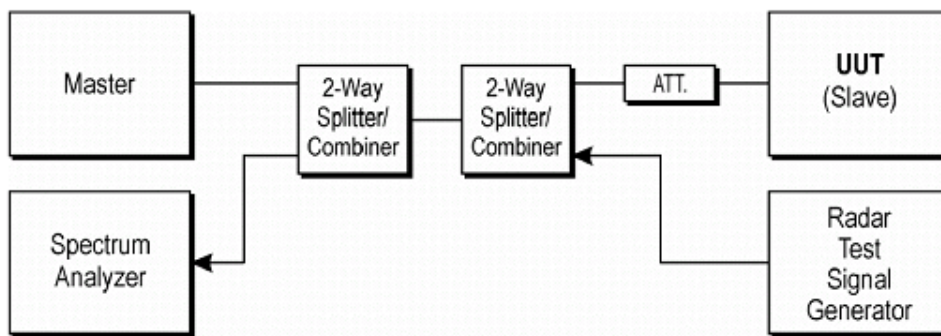 Master
2-Way
Splitter/
Combiner
2-Way
Splitter/
Combiner
ATT.
UUT
(Slave)
Spectrum
Analyzer
Radar
Test
Signal
Generator